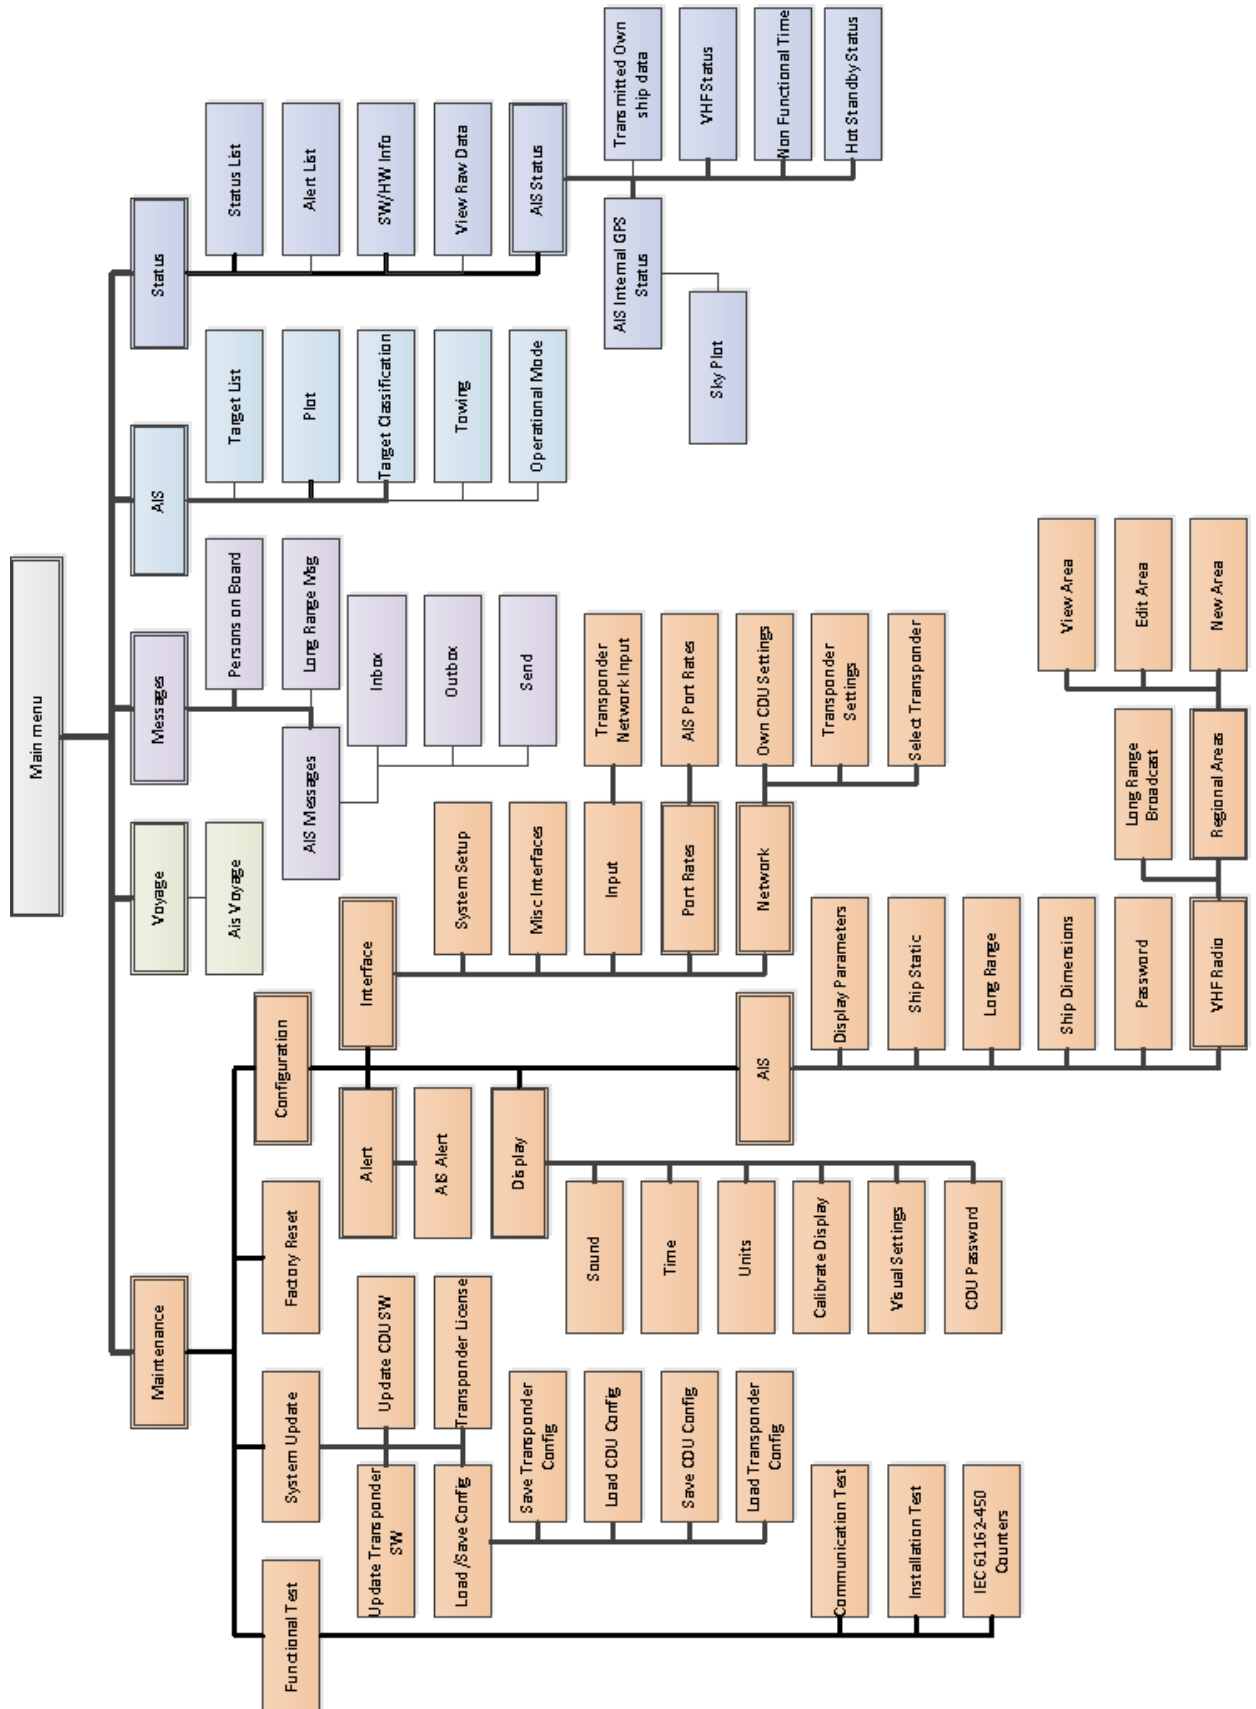 Main menu
Maintenance
Voyage
Messages
AIS
Status
Functional Test
System Update
Factory Reset
Configuration
Ais Voyage
Persons on Board
Long Range Msg
AIS Messages
Inbox
Outbox
Send
Target List
Plot
Target Classification
Towing
Operational Mode
Status List
Alert List
SW/HW Info
View Raw Data
AIS Status
AIS Internal GPS
Status
Transmitted Own
ship data
VHF Status
Non Functional Time
Hot Standby Status
Sky Plot
Communication Test
Installation Test
IEC 61162-450
Counters
Update Transponder
SW
Update CDU SW
Load /Save Config
Transponder License
Save Transponder
Config
Load CDU Config
Save CDU Config
Load Transponder
Config
Alert
Interface
AIS Alert
Display
Sound
Time
Units
Calibrate Display
Visual Settings
CDU Password
System Setup
Misc Interfaces
Input
Transponder
Network Input
Port Rates
AIS Port Rates
Network
Own CDU Settings
Transponder
Settings
Select Transponder
AIS
Display Parameters
Ship Static
Long Range
Ship Dimensions
Password
VHF Radio
Long Range
Broadcast
Regional Areas
View Area
Edit Area
New Area